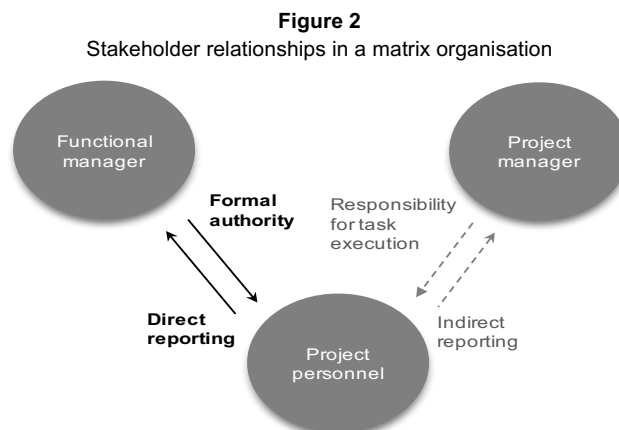 Figure 2
Stakeholder relationships in a matrix organisation
Functional
manager
Project
manager
Formal
authority
Responsibility
for task
execution
Direct
reporting
Indirect
reporting
Project
personnel